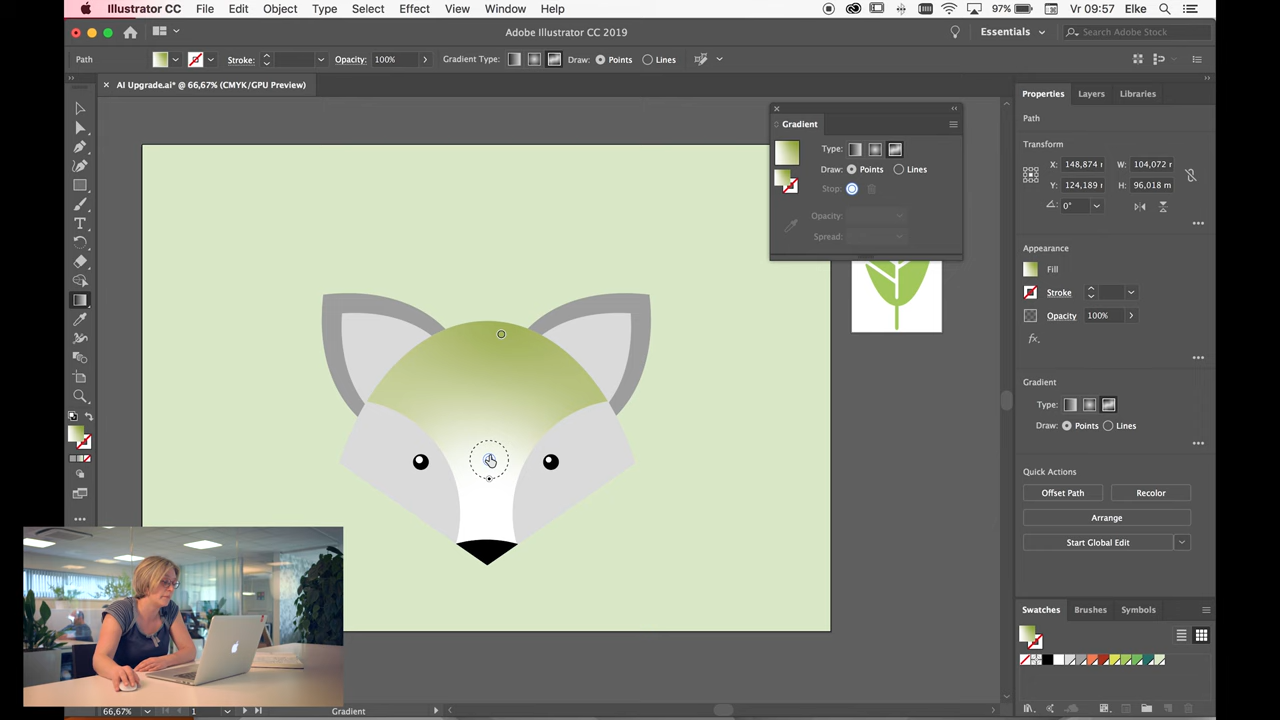 Illustrator CC File Edit Object Type Select Effect View Window Help 97% Vr 09:57 Elke
Adobe Illustrator CC 2019 Essentials Search Adobe Stock
Path Stroke: Opacity: 100% Gradient Type: Draw: Points Lines
AI Upgrade.ai* @ 66,67% (CMYK/GPU Preview)
Gradient
Type:
Draw: Points Lines
Stop:
Opacity:
Spread:
Properties Layers Libraries
Path
Transform
X: 148,874 W: 104,072
Y: 124,189 H: 96,018 m
0°
Appearance
Fill
Stroke
Opacity 100%
fx.
Gradient
Type:
Draw: Points Lines
Quick Actions
Offset Path Recolor
Arrange
Start Global Edit
Swatches Brushes Symbols
66,67% 1 Gradient